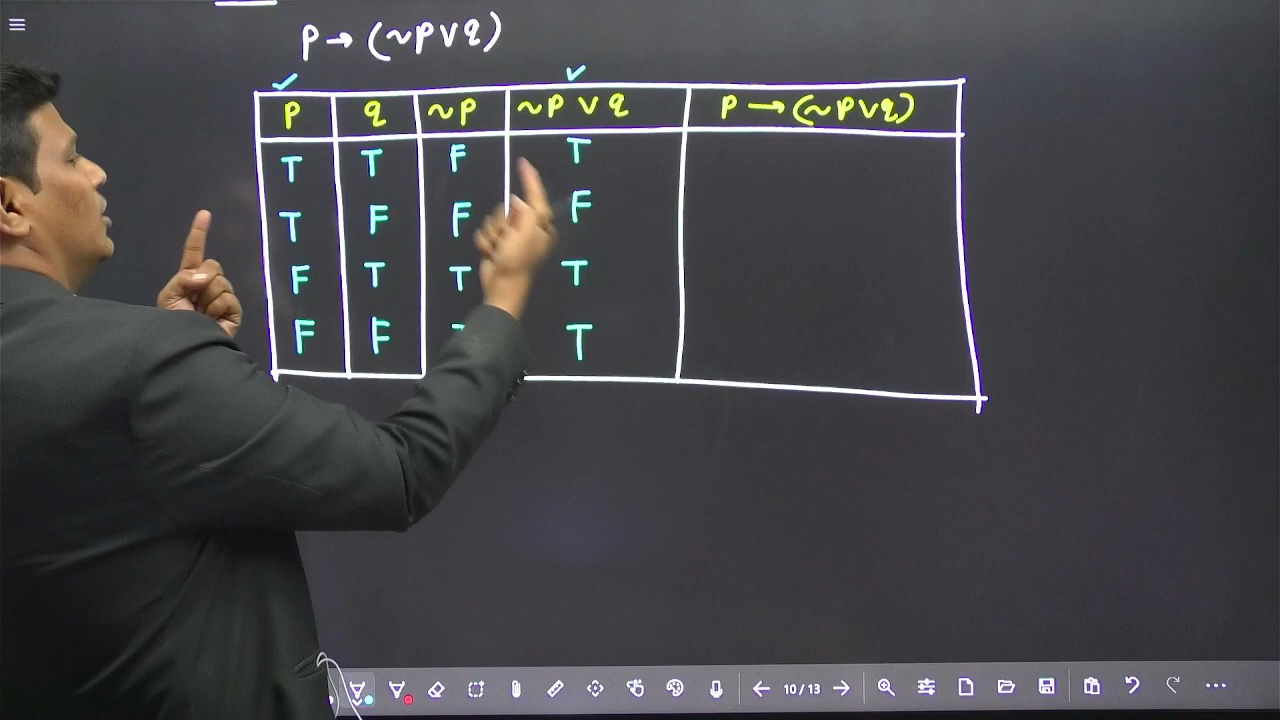 p → (~p∨q)
p q ~p ~p ∨ q p → (~p∨q)
T T F T
T F F F
F T T T
F F T
10/13